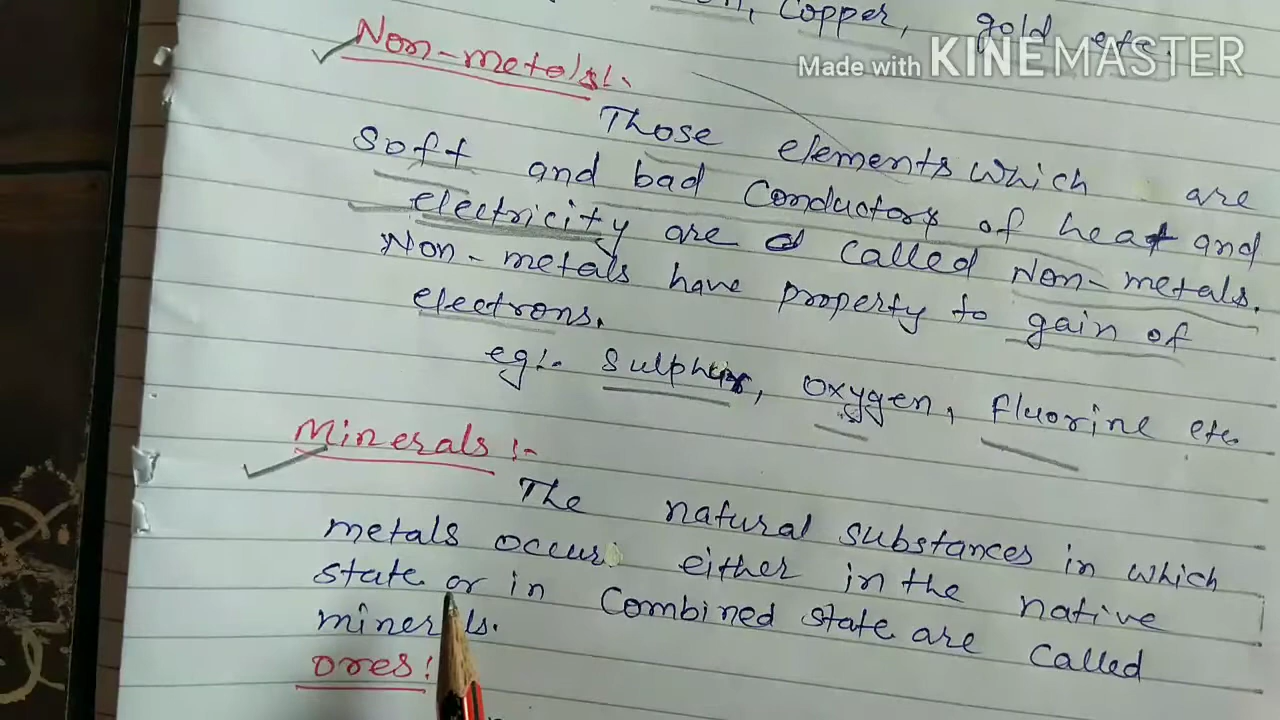 Copper, gold etc.
Made with KINEMASTER
Non-metals:-
Those elements which are
soft and bad conductors of heat and
electricity are called Non-metals.
Non-metals have property to gain of
electrons.
eg:- Sulphur, oxygen, fluorine etc.
Minerals:-
The natural substances in which
metals occur either in the native
state or in combined state are called
minerals.
ores: